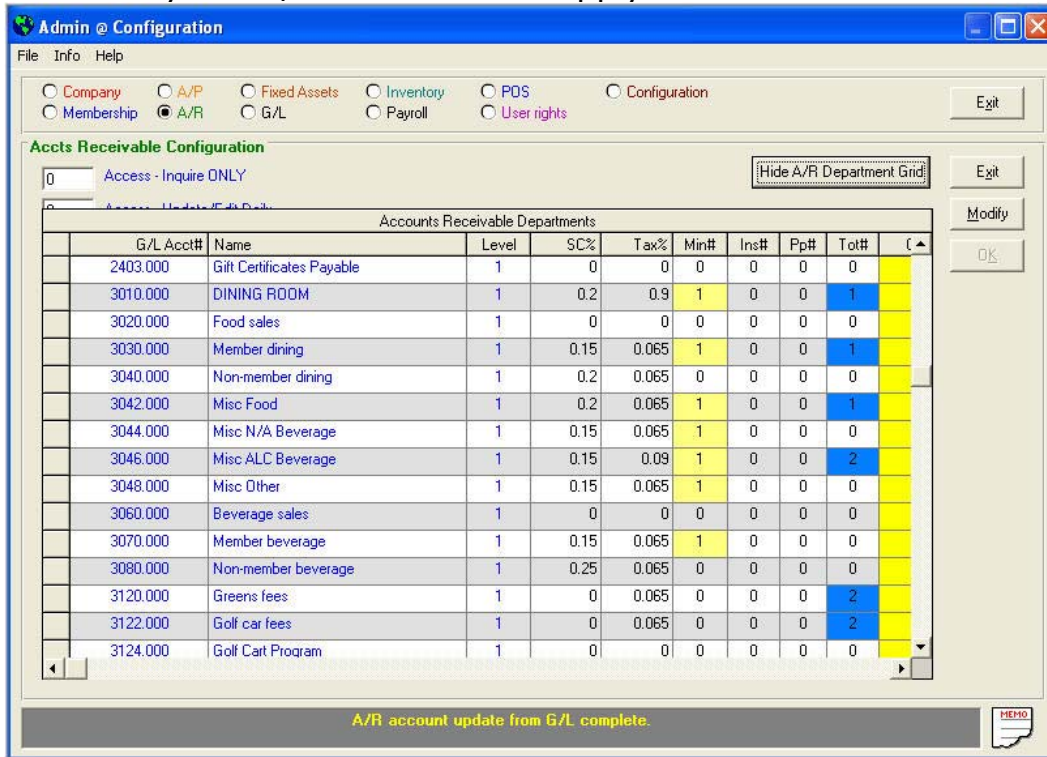 Admin @ Configuration
File Info Help
Company A/P Fixed Assets Inventory POS Configuration
Membership A/R G/L Payroll User rights
Exit
Accts Receivable Configuration
0 Access - Inquire ONLY
Hide A/R Department Grid
Exit
Modify
OK
Accounts Receivable Departments
G/L Acct# Name Level SC% Tax% Min# Ins# Pp# Tot#
2403.000 Gift Certificates Payable 1 0 0 0 0 0 0
3010.000 DINING ROOM 1 0.2 0.9 1 0 0 1
3020.000 Food sales 1 0 0 0 0 0 0
3030.000 Member dining 1 0.15 0.065 1 0 0 1
3040.000 Non-member dining 1 0.2 0.065 0 0 0 0
3042.000 Misc Food 1 0.2 0.065 1 0 0 1
3044.000 Misc N/A Beverage 1 0.15 0.065 1 0 0 0
3046.000 Misc ALC Beverage 1 0.15 0.09 1 0 0 2
3048.000 Misc Other 1 0.15 0.065 1 0 0 0
3060.000 Beverage sales 1 0 0 0 0 0 0
3070.000 Member beverage 1 0.15 0.065 1 0 0 0
3080.000 Non-member beverage 1 0.25 0.065 0 0 0 0
3120.000 Greens fees 1 0 0.065 0 0 0 2
3122.000 Golf car fees 1 0 0.065 0 0 0 2
3124.000 Golf Cart Program 1 0 0 0 0 0 0
A/R account update from G/L complete.
MEMO